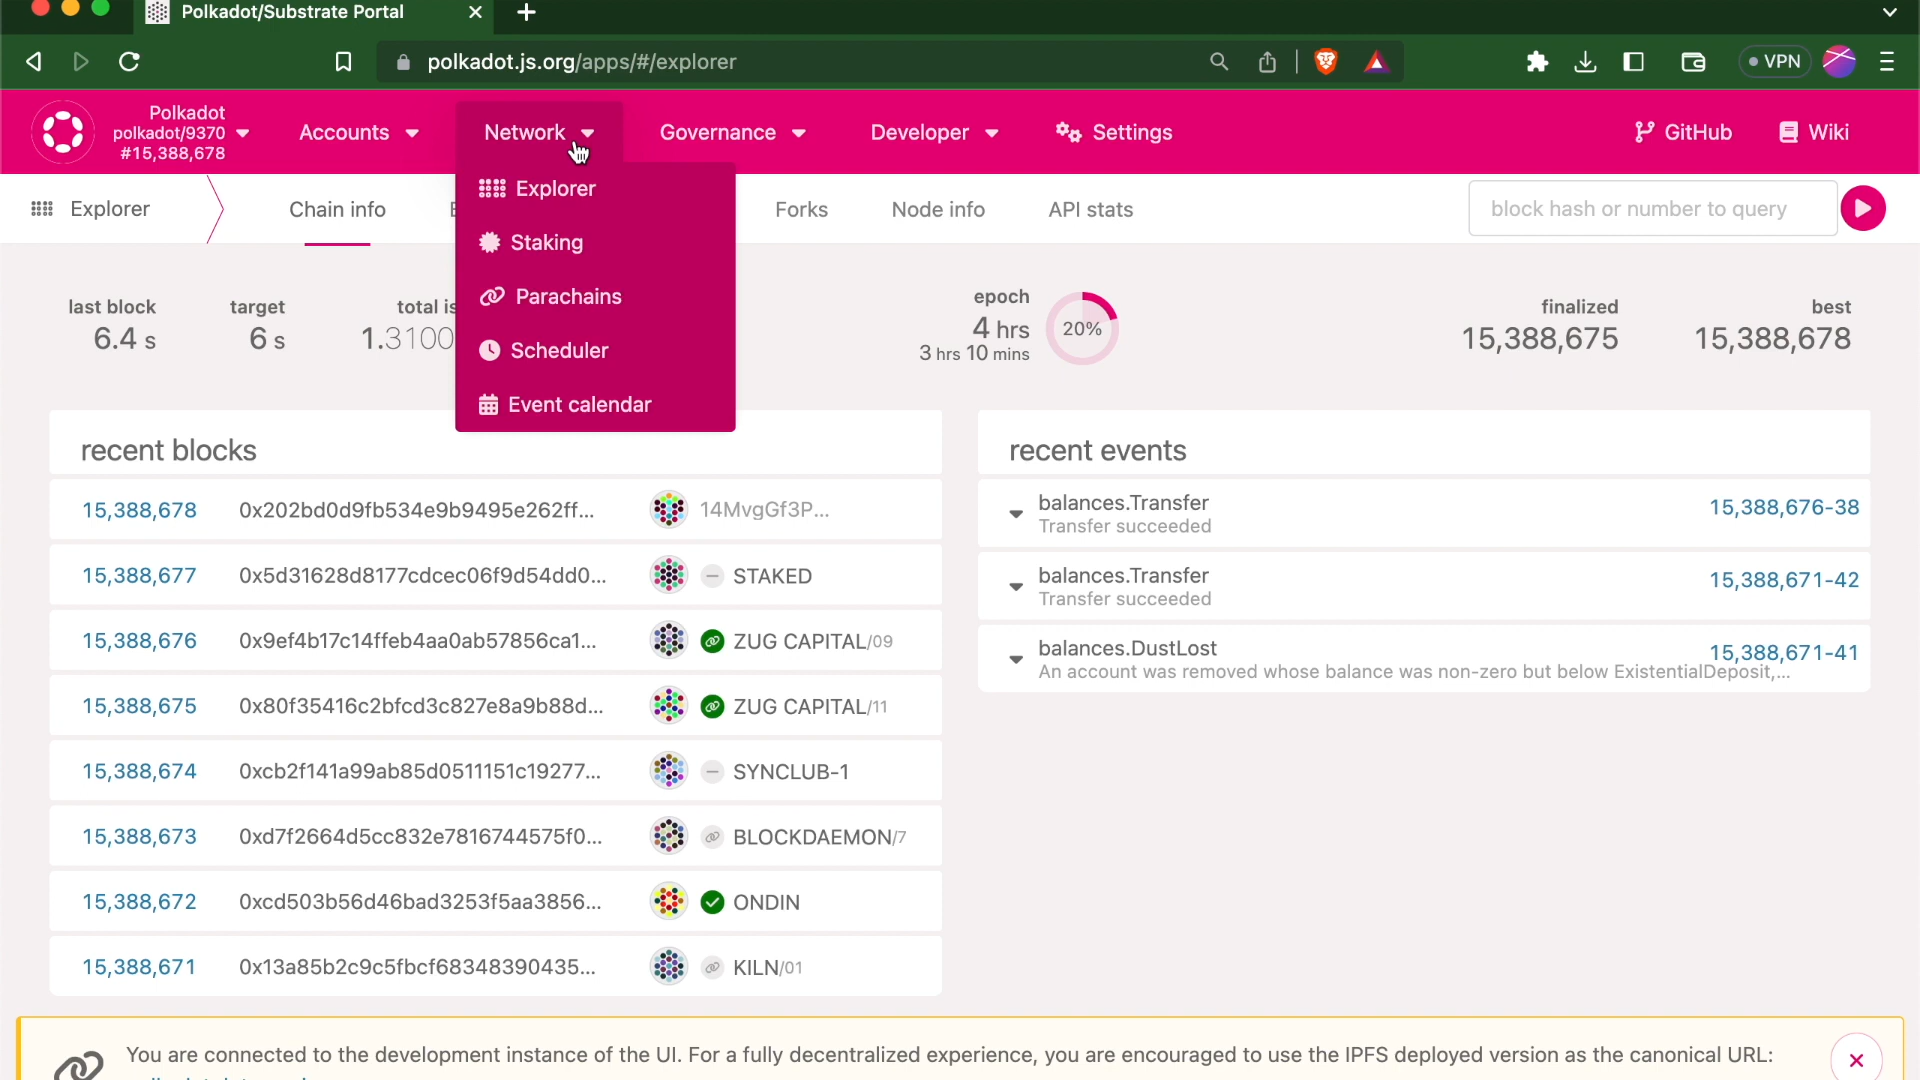 Polkadot/Substrate Portal
polkadot.js.org/apps/#/explorer
VPN
Polkadot
polkadot/9370
#15,388,678
Accounts
Network
Governance
Developer
Settings
GitHub
Wiki
Explorer
Chain info
Forks
Node info
API stats
block hash or number to query
Explorer
Staking
Parachains
Scheduler
Event calendar
last block
6.4 s
target
6 s
total is
1.3100
epoch
4 hrs
3 hrs 10 mins
20%
finalized
15,388,675
best
15,388,678
recent blocks
15,388,678 0x202bd0d9fb534e9b9495e262ff... 14MvgGf3P...
15,388,677 0x5d31628d8177cdcec06f9d54dd0... STAKED
15,388,676 0x9ef4b17c14ffeb4aa0ab57856ca1... ZUG CAPITAL/09
15,388,675 0x80f35416c2bfcd3c827e8a9b88d... ZUG CAPITAL/11
15,388,674 0xcb2f141a99ab85d0511151c19277... SYNCLUB-1
15,388,673 0xd7f2664d5cc832e7816744575f0... BLOCKDAEMON/7
15,388,672 0xcd503b56d46bad3253f5aa3856... ONDIN
15,388,671 0x13a85b2c9c5fbcf68348390435... KILN/01
recent events
balances.Transfer 15,388,676-38
Transfer succeeded
balances.Transfer 15,388,671-42
Transfer succeeded
balances.DustLost 15,388,671-41
An account was removed whose balance was non-zero but below ExistentialDeposit,...
You are connected to the development instance of the UI. For a fully decentralized experience, you are encouraged to use the IPFS deployed version as the canonical URL: